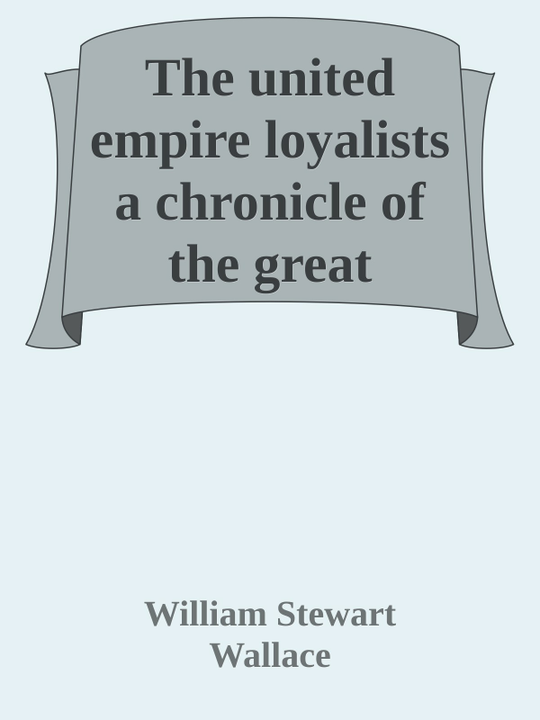 The united
empire loyalists
a chronicle of
the great
William Stewart
Wallace